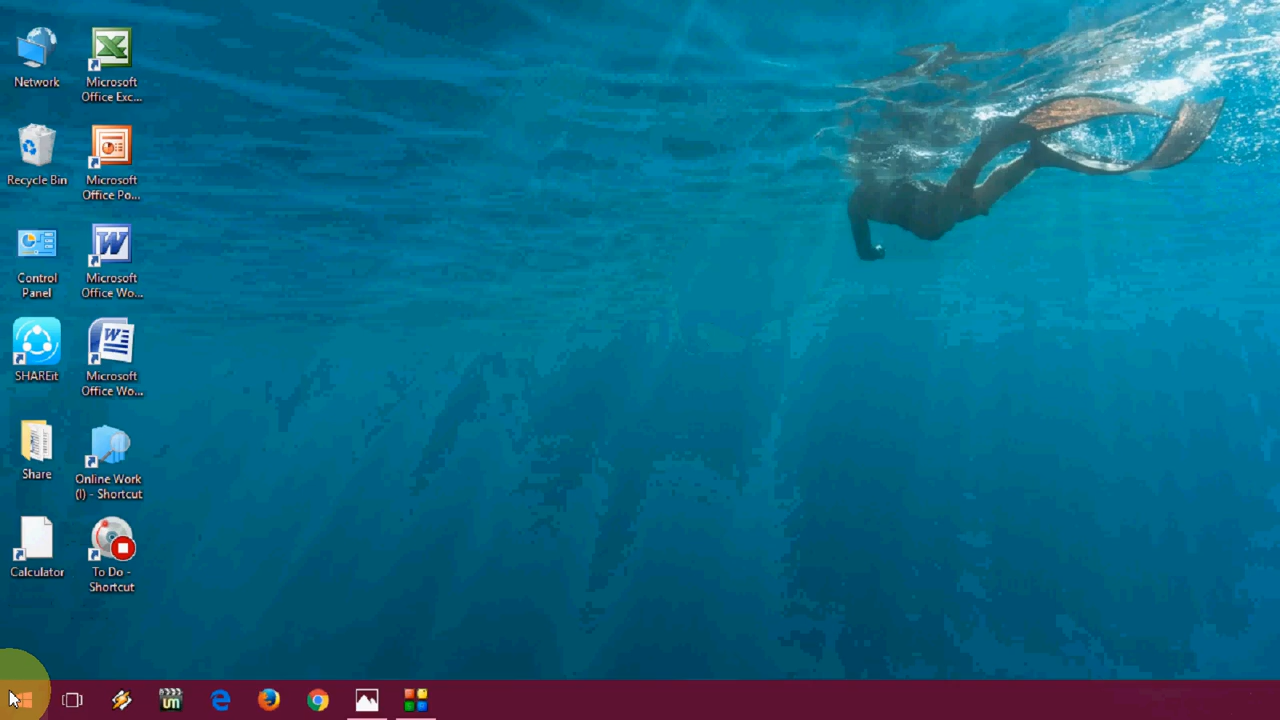 Network
Microsoft
Office Exc...
Recycle Bin
Microsoft
Office Po...
Control
Panel
Microsoft
Office Wo...
SHAREit
Microsoft
Office Wo...
Share
Online Work
(I) - Shortcut
Calculator
To Do -
Shortcut
um